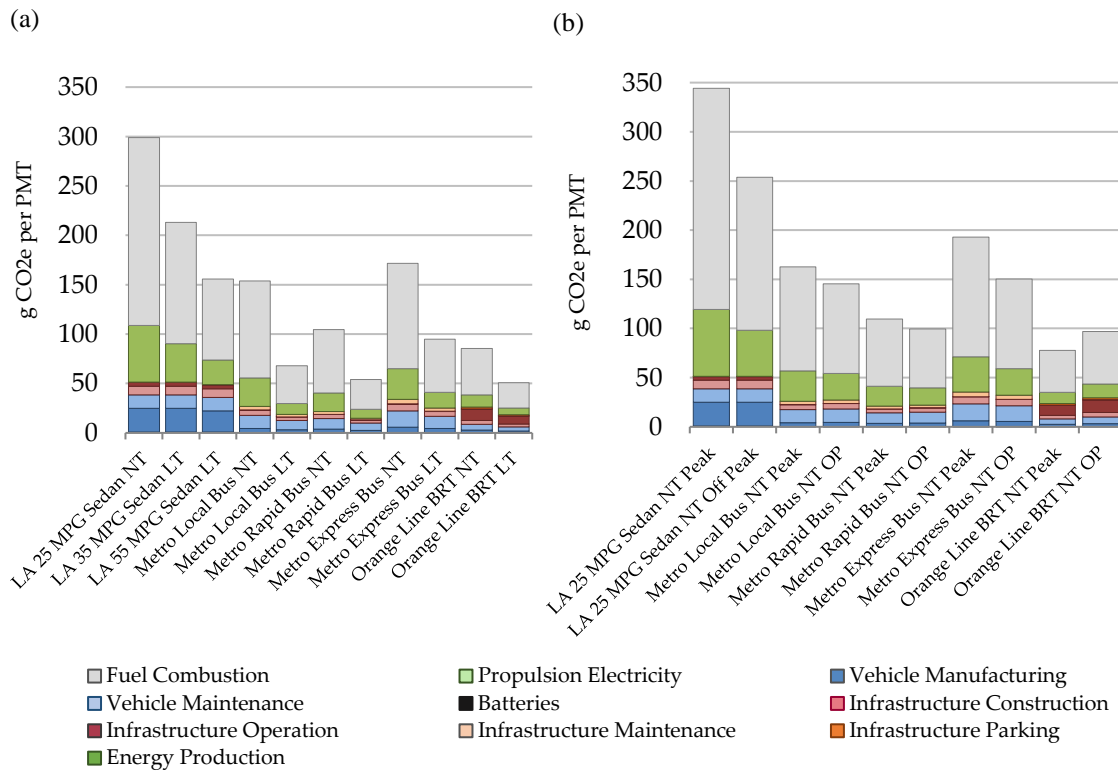 (a)
350
300
250
200
150
100
50
0
g CO2e per PMT
LA 25 MPG Sedan NT
LA 35 MPG Sedan LT
LA 55 MPG Sedan LT
Metro Local Bus NT
Metro Local Bus LT
Metro Rapid Bus NT
Metro Rapid Bus LT
Metro Express Bus NT
Metro Express Bus LT
Orange Line BRT NT
Orange Line BRT LT
(b)
350
300
250
200
150
100
50
0
g CO2e per PMT
LA 25 MPG Sedan NT Peak
LA 25 MPG Sedan NT Off Peak
Metro Local Bus NT Peak
Metro Local Bus NT OP
Metro Rapid Bus NT Peak
Metro Rapid Bus NT OP
Metro Express Bus NT Peak
Metro Express Bus NT OP
Orange Line BRT NT Peak
Orange Line BRT NT OP
Fuel Combustion
Propulsion Electricity
Vehicle Manufacturing
Vehicle Maintenance
Batteries
Infrastructure Construction
Infrastructure Operation
Infrastructure Maintenance
Infrastructure Parking
Energy Production